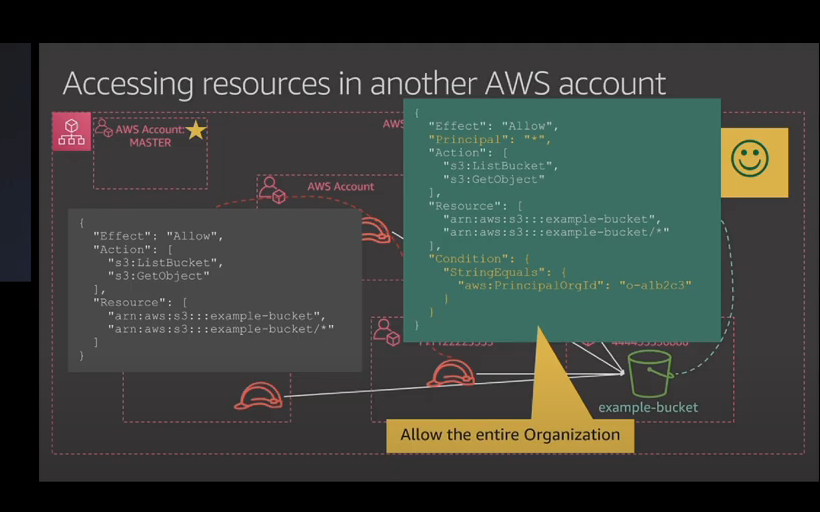 Accessing resources in another AWS account
AWS Account:
MASTER
AWS
AWS Account
{
"Effect": "Allow",
"Action": [
"s3:ListBucket",
"s3:GetObject"
],
"Resource": [
"arn:aws:s3:::example-bucket",
"arn:aws:s3:::example-bucket/*"
]
}
{
"Effect": "Allow",
"Principal": "*",
"Action": [
"s3:ListBucket",
"s3:GetObject"
],
"Resource": [
"arn:aws:s3:::example-bucket",
"arn:aws:s3:::example-bucket/*"
],
"Condition": {
"StringEquals": {
"aws:PrincipalOrgId": "o-a1b2c3"
}
}
}
example-bucket
Allow the entire Organization